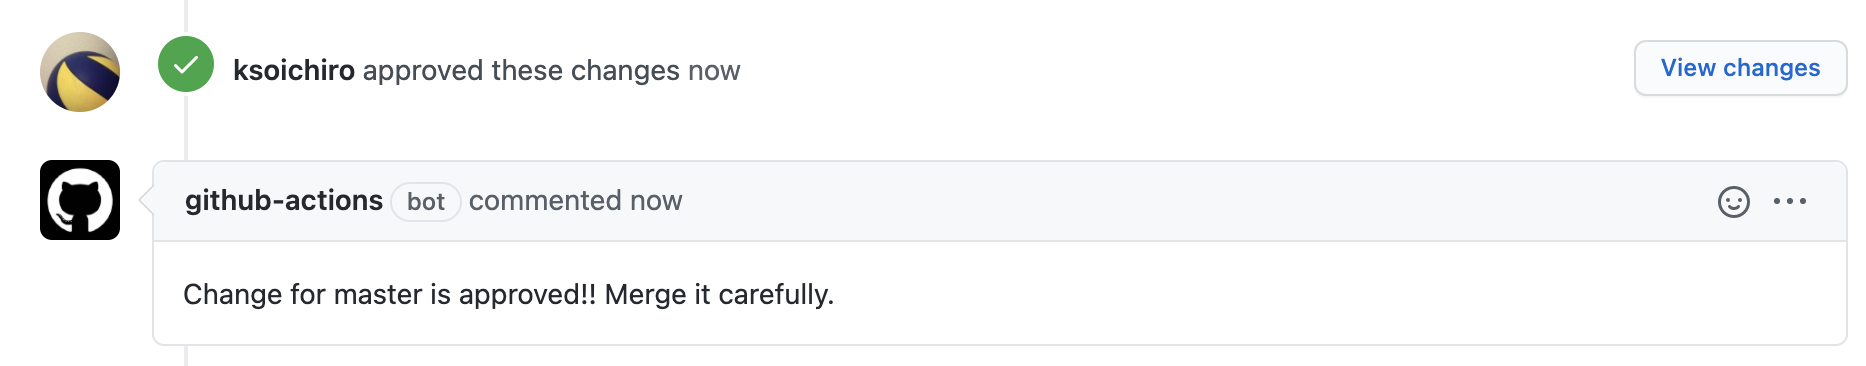 ksoichiro approved these changes now
View changes
github-actions bot commented now
Change for master is approved!! Merge it carefully.